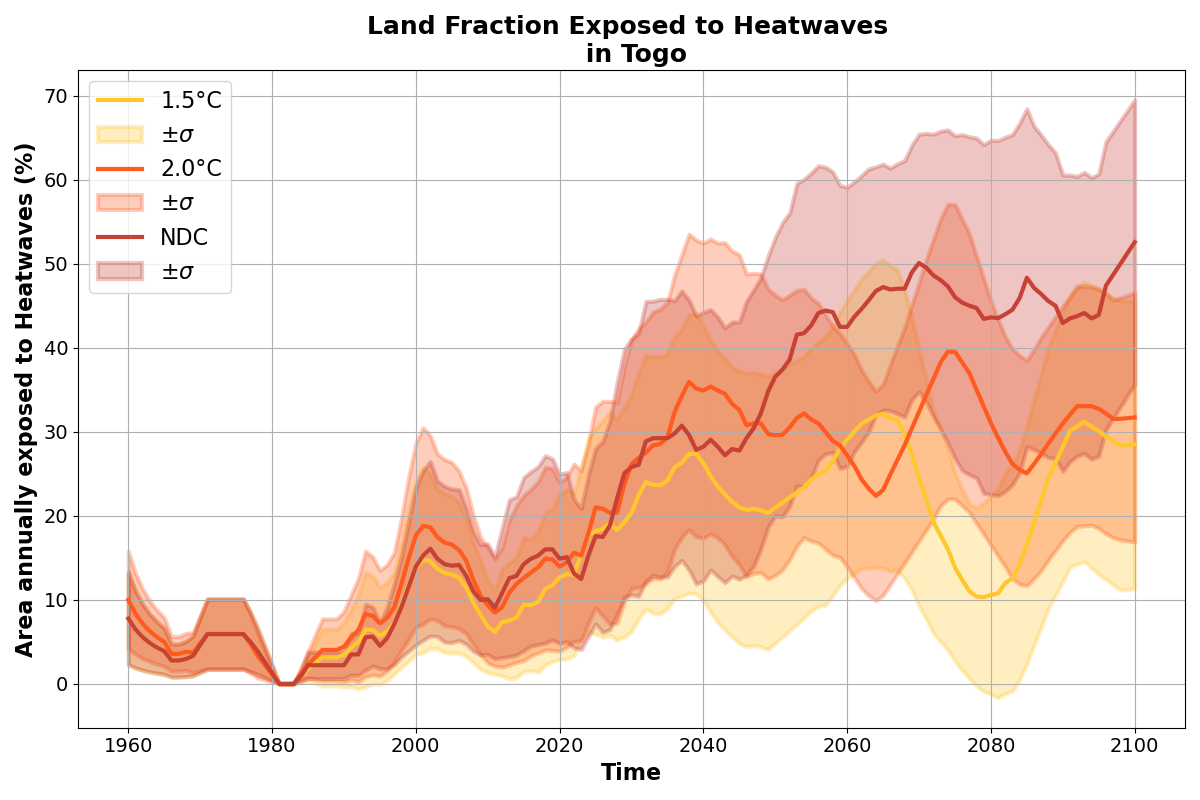 Land Fraction Exposed to Heatwaves
in Togo
Area annually exposed to Heatwaves (%)
70
60
50
40
30
20
10
0
1.5°C
±σ
2.0°C
±σ
NDC
±σ
1960
1980
2000
2020
2040
2060
2080
2100
Time